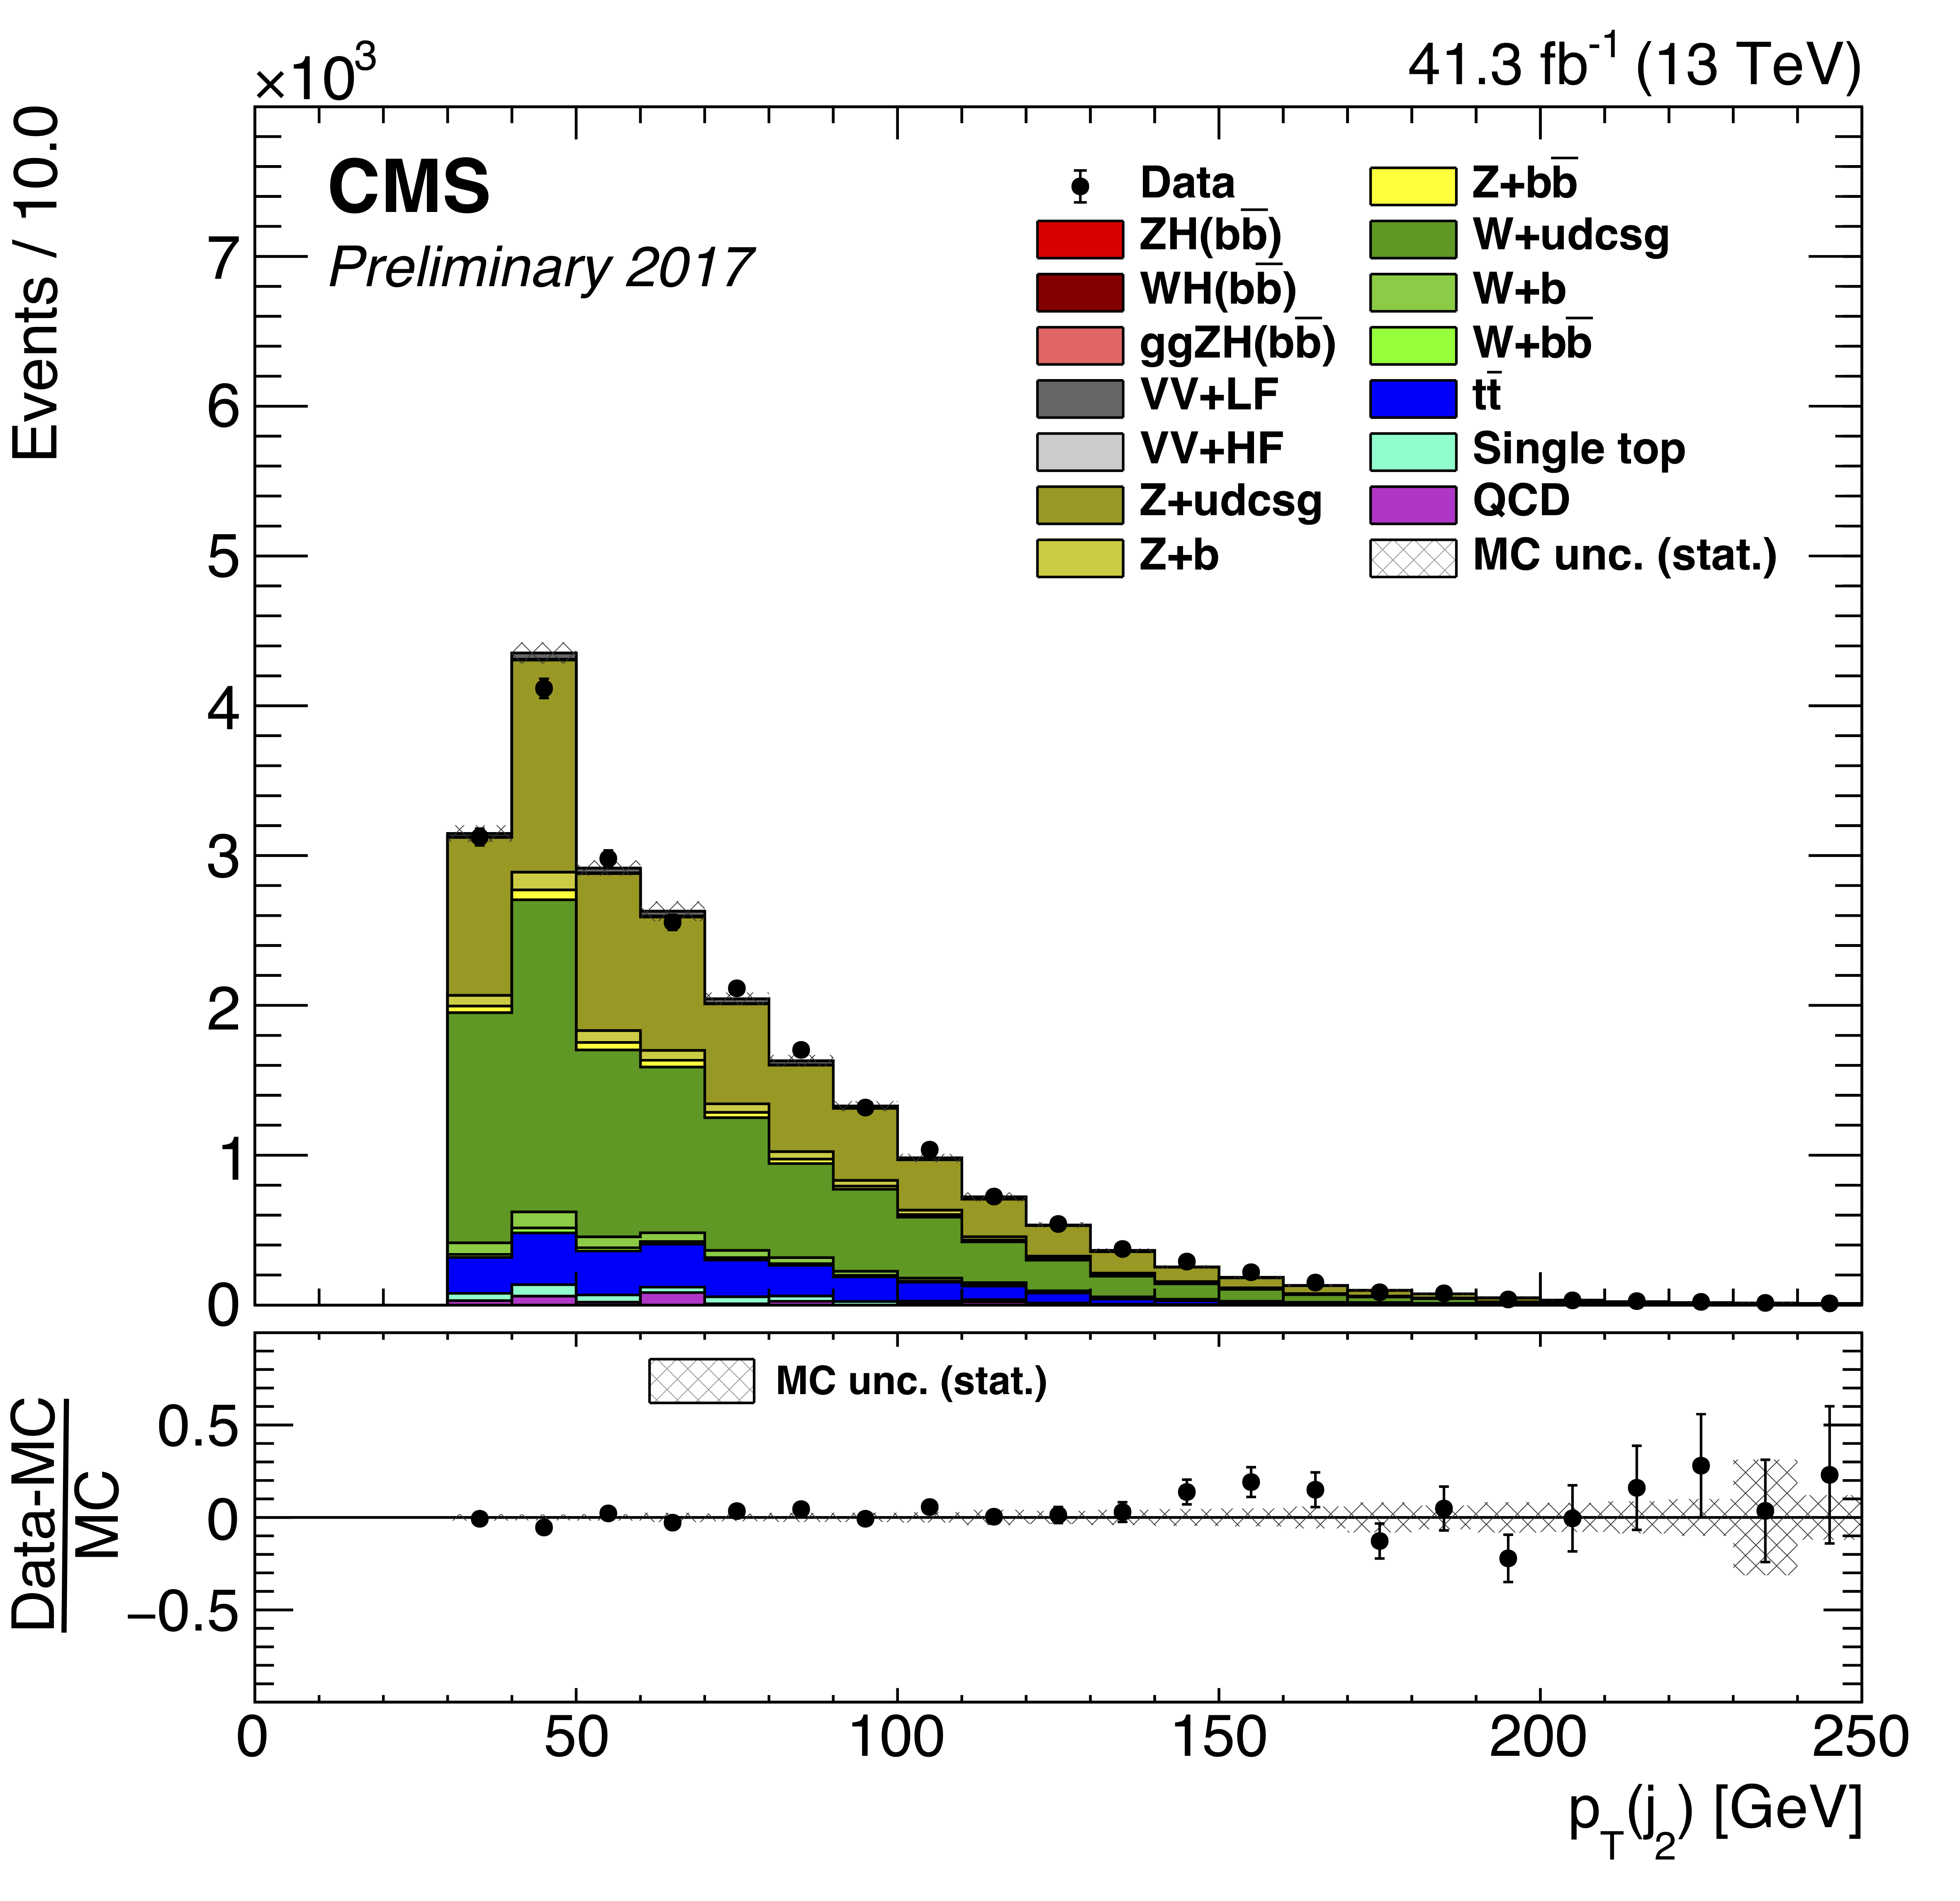 ×10³
41.3 fb⁻¹ (13 TeV)
Events / 10.0
CMS
Preliminary 2017
Data
ZH(bb̅)
WH(bb̅)
ggZH(bb̅)
VV+LF
VV+HF
Z+udcsg
Z+b
Z+bb̅
W+udcsg
W+b
W+bb̅
tt̅
Single top
QCD
MC unc. (stat.)
7
6
5
4
3
2
1
0
MC unc. (stat.)
Data-MC
MC
0.5
0
−0.5
0 50 100 150 200 250
p_T(j₂) [GeV]